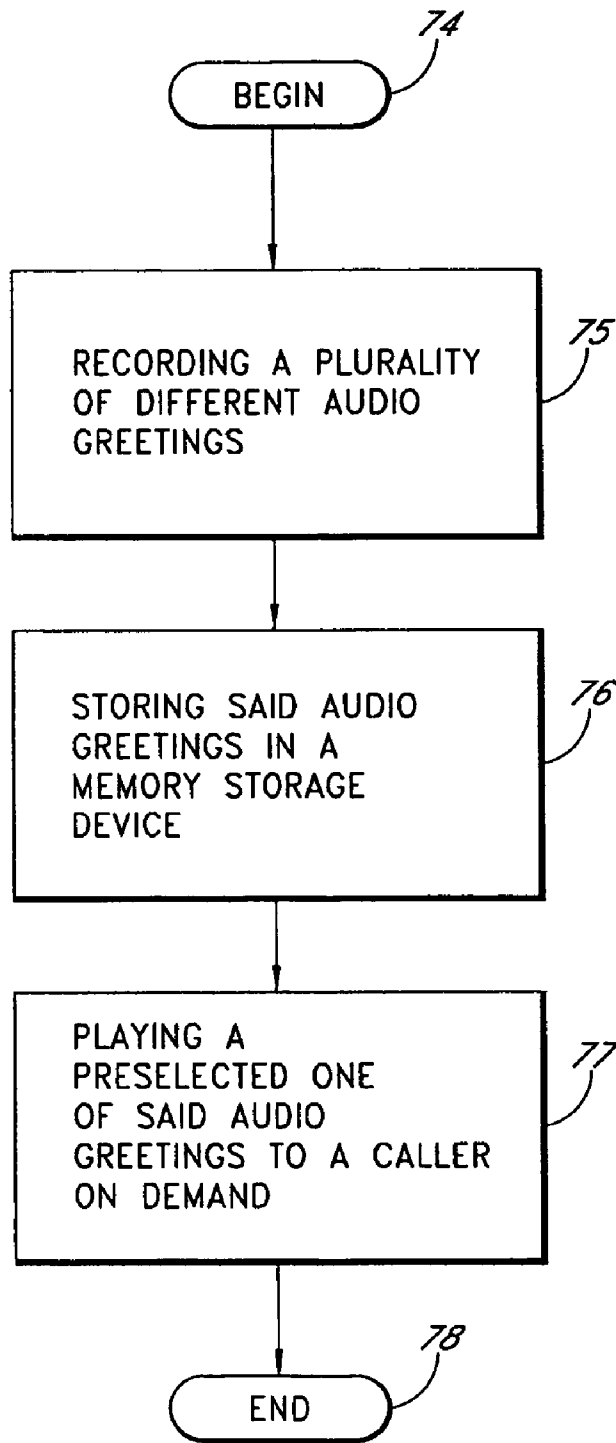 74
BEGIN
75
RECORDING A PLURALITY
OF DIFFERENT AUDIO
GREETINGS
76
STORING SAID AUDIO
GREETINGS IN A
MEMORY STORAGE
DEVICE
77
PLAYING A
PRESELECTED ONE
OF SAID AUDIO
GREETINGS TO A CALLER
ON DEMAND
78
END